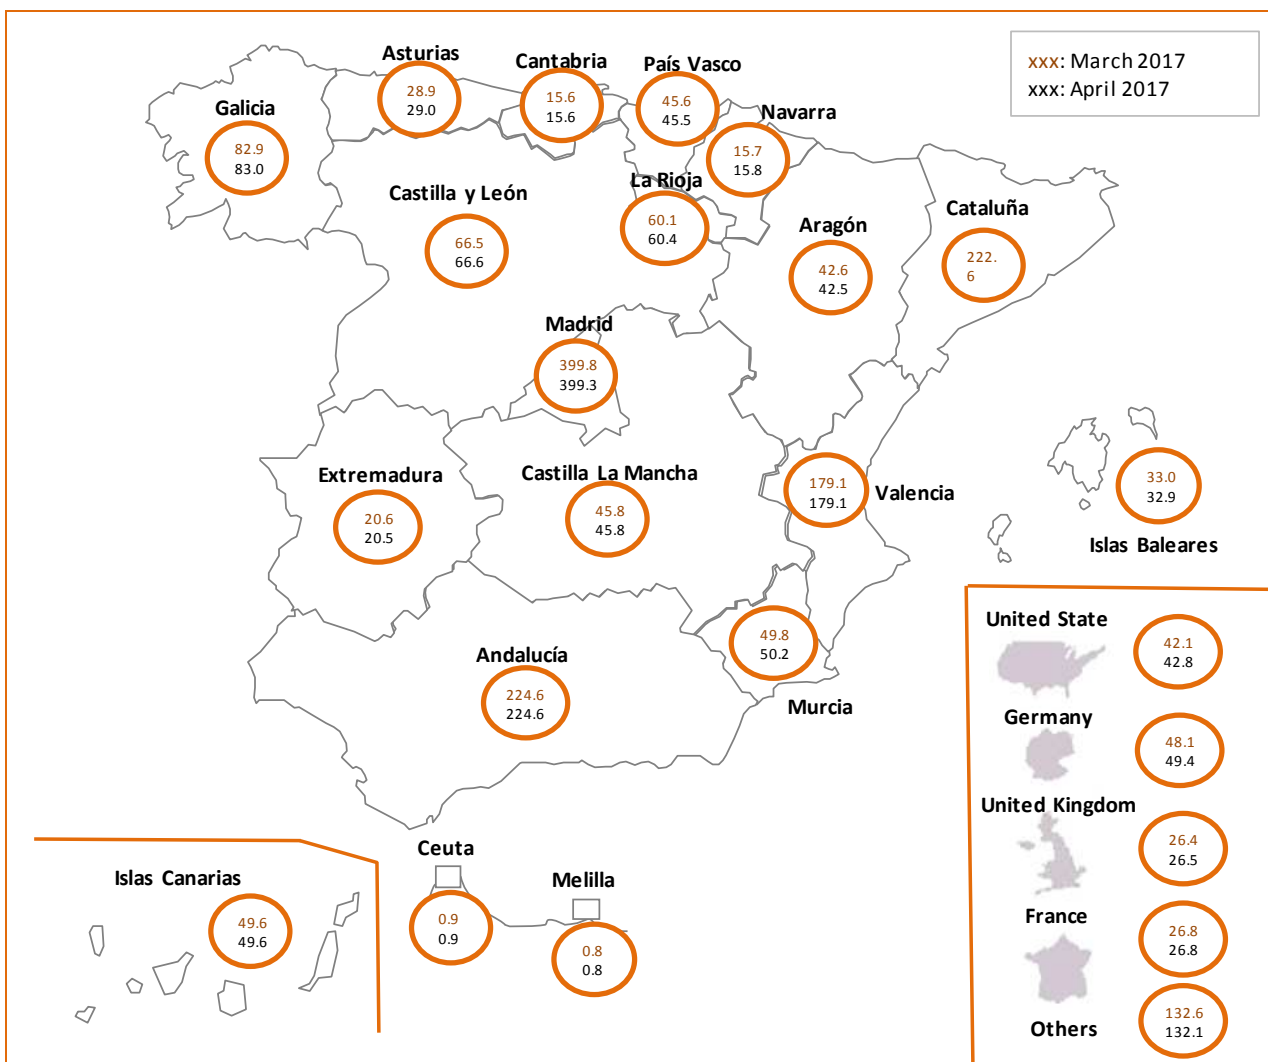 xxx: March 2017
xxx: April 2017
Asturias
28.9
29.0
Cantabria
15.6
15.6
País Vasco
45.6
45.5
Navarra
15.7
15.8
Galicia
82.9
83.0
Castilla y León
66.5
66.6
La Rioja
60.1
60.4
Aragón
42.6
42.5
Cataluña
222.
6
Madrid
399.8
399.3
Extremadura
20.6
20.5
Castilla La Mancha
45.8
45.8
179.1
179.1
Valencia
33.0
32.9
Islas Baleares
49.8
50.2
Murcia
Andalucía
224.6
224.6
United State
42.1
42.8
Germany
48.1
49.4
United Kingdom
26.4
26.5
France
26.8
26.8
Others
132.6
132.1
Islas Canarias
49.6
49.6
Ceuta
0.9
0.9
Melilla
0.8
0.8